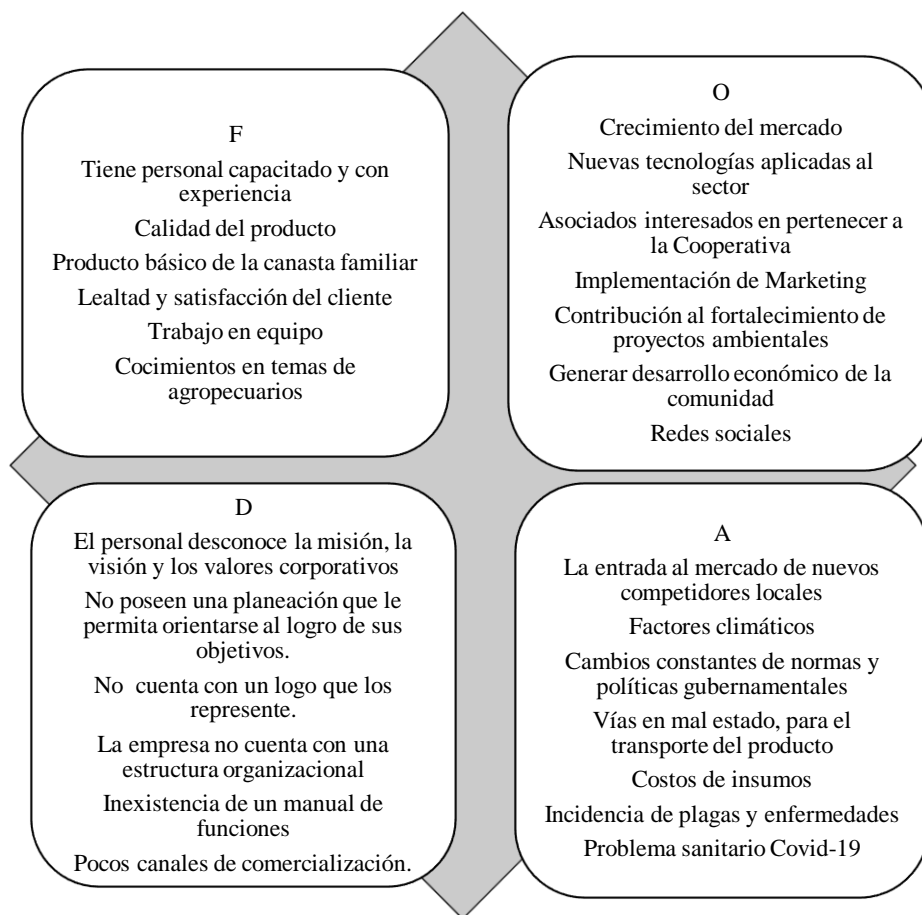 F
Tiene personal capacitado y con
experiencia
Calidad del producto
Producto básico de la canasta familiar
Lealtad y satisfacción del cliente
Trabajo en equipo
Cocimientos en temas de
agropecuarios
O
Crecimiento del mercado
Nuevas tecnologías aplicadas al
sector
Asociados interesados en pertenecer a
la Cooperativa
Implementación de Marketing
Contribución al fortalecimiento de
proyectos ambientales
Generar desarrollo económico de la
comunidad
Redes sociales
D
El personal desconoce la misión, la
visión y los valores corporativos
No poseen una planeación que le
permita orientarse al logro de sus
objetivos.
No cuenta con un logo que los
represente.
La empresa no cuenta con una
estructura organizacional
Inexistencia de un manual de
funciones
Pocos canales de comercialización.
A
La entrada al mercado de nuevos
competidores locales
Factores climáticos
Cambios constantes de normas y
políticas gubernamentales
Vías en mal estado, para el
transporte del producto
Costos de insumos
Incidencia de plagas y enfermedades
Problema sanitario Covid-19